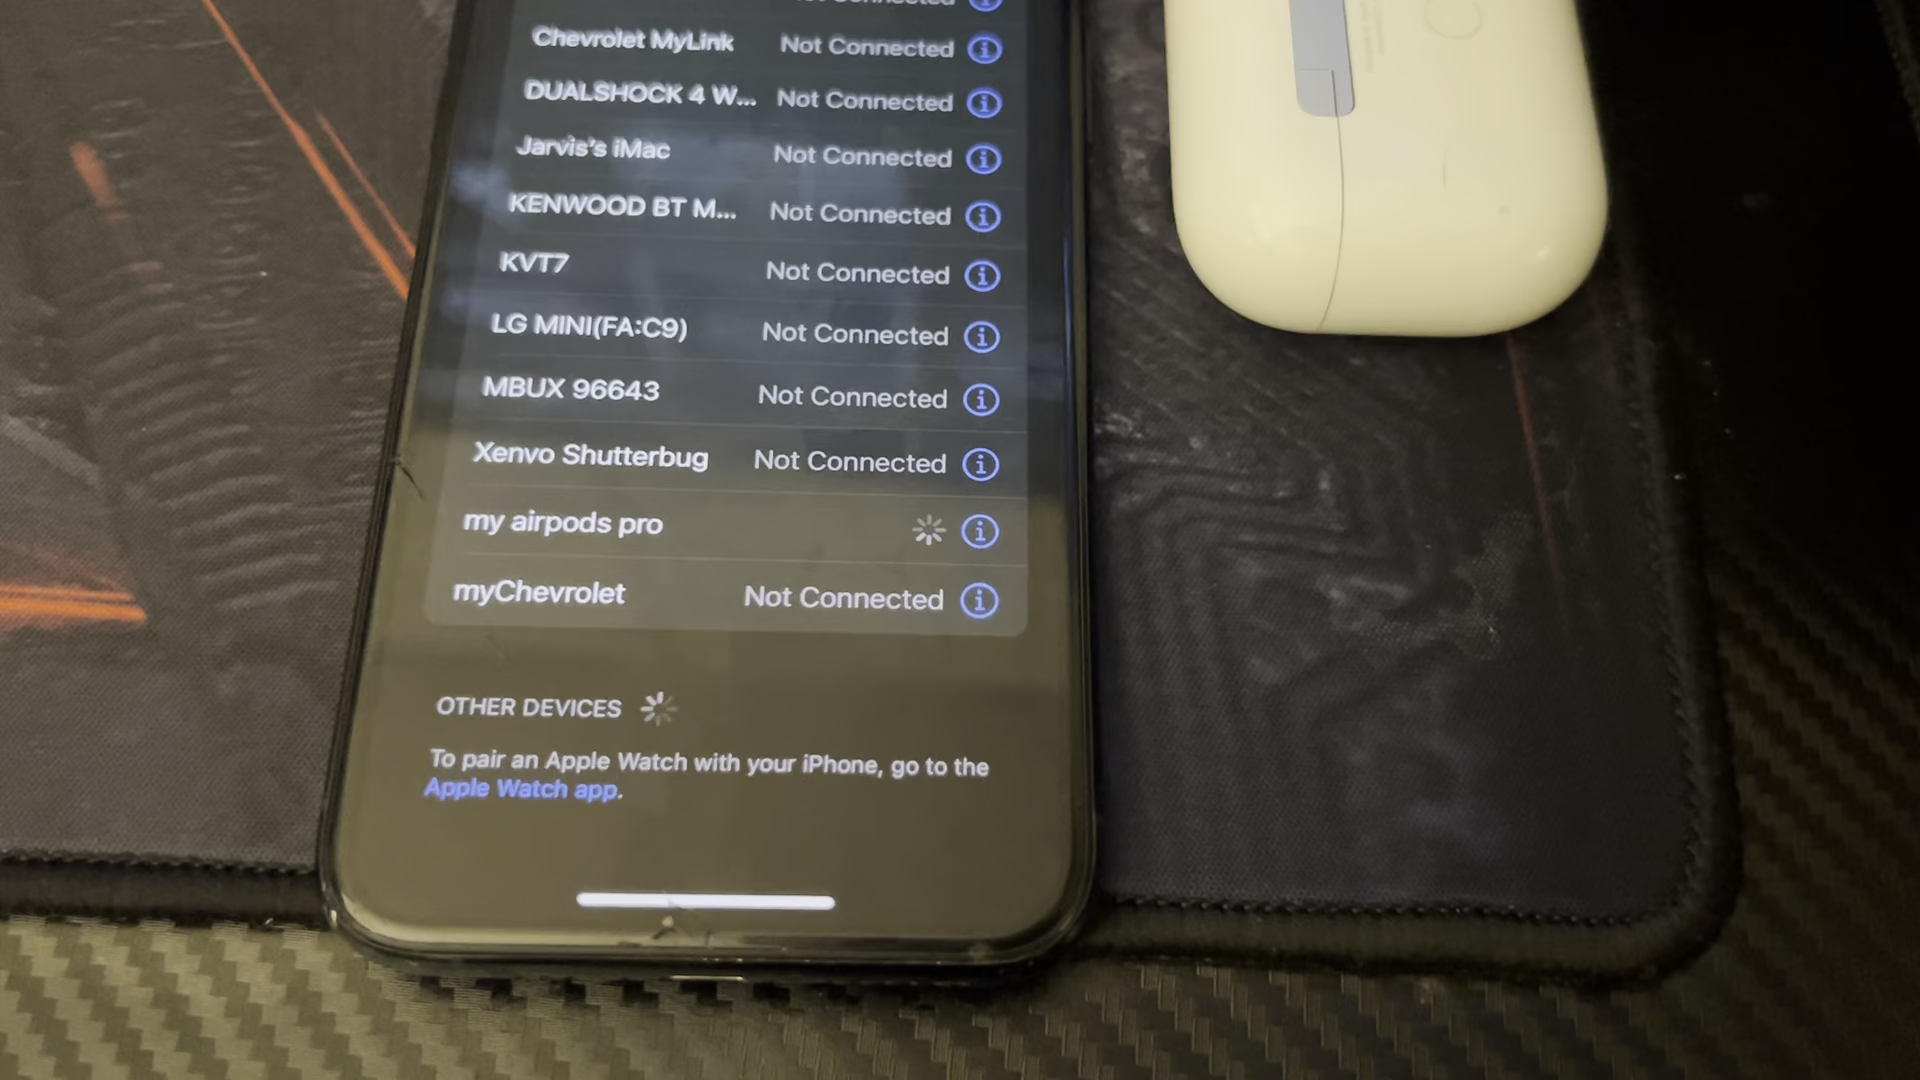 Connected
Chevrolet MyLink Not Connected
DUALSHOCK 4 W... Not Connected
Jarvis's iMac Not Connected
KENWOOD BT M... Not Connected
KVT7 Not Connected
LG MINI(FA:C9) Not Connected
MBUX 96643 Not Connected
Xenvo Shutterbug Not Connected
my airpods pro
myChevrolet Not Connected
OTHER DEVICES
To pair an Apple Watch with your iPhone, go to the
Apple Watch app.